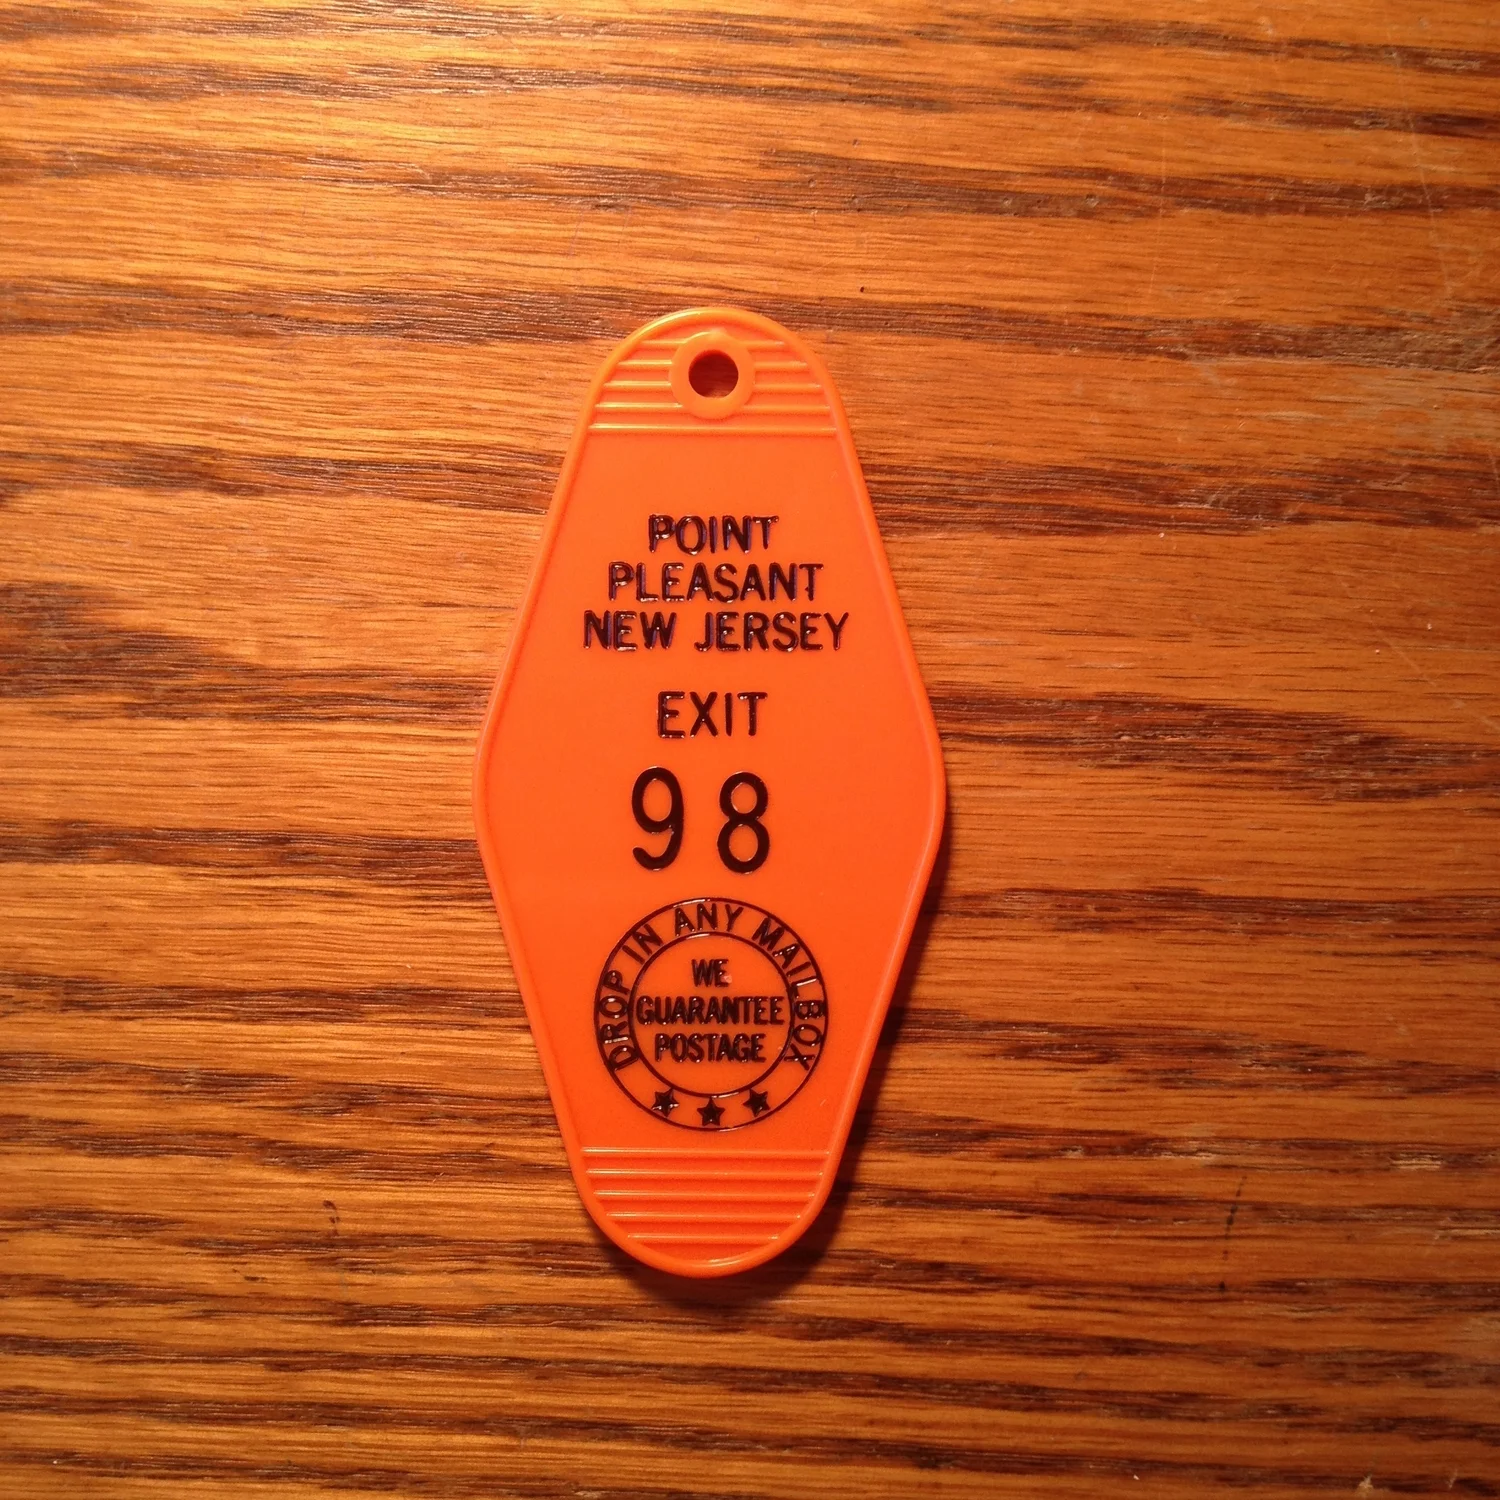 POINT
PLEASANT
NEW JERSEY
EXIT
98
DROP IN ANY MAILBOX
WE
GUARANTEE
POSTAGE